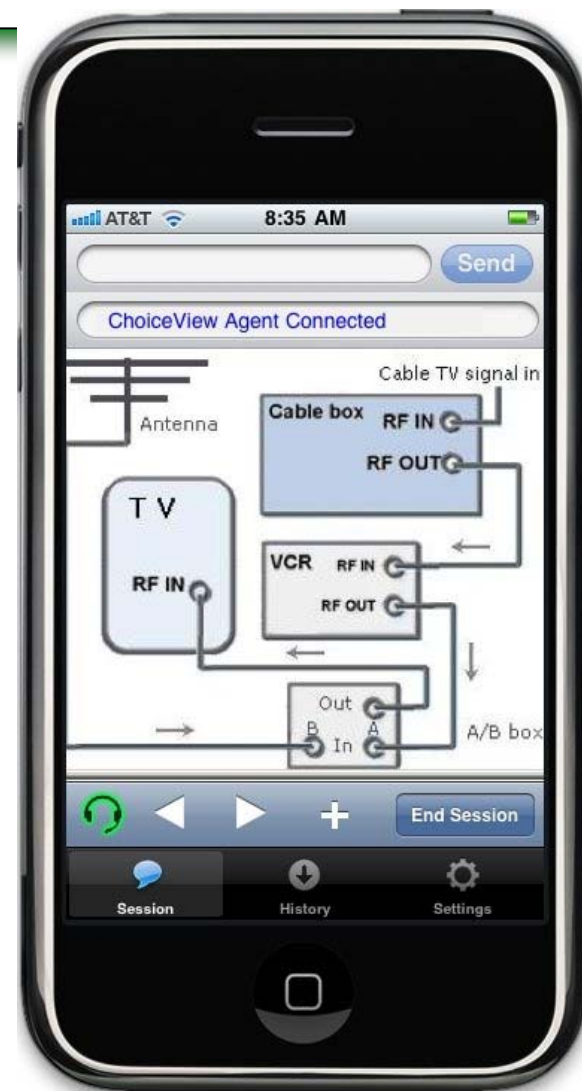 AT&T 8:35 AM
Send
ChoiceView Agent Connected
Cable TV signal in
Antenna
Cable box RF IN
RF OUT
T V
RF IN
VCR RF IN
RF OUT
Out
B A
In
A/B box
End Session
Session History Settings